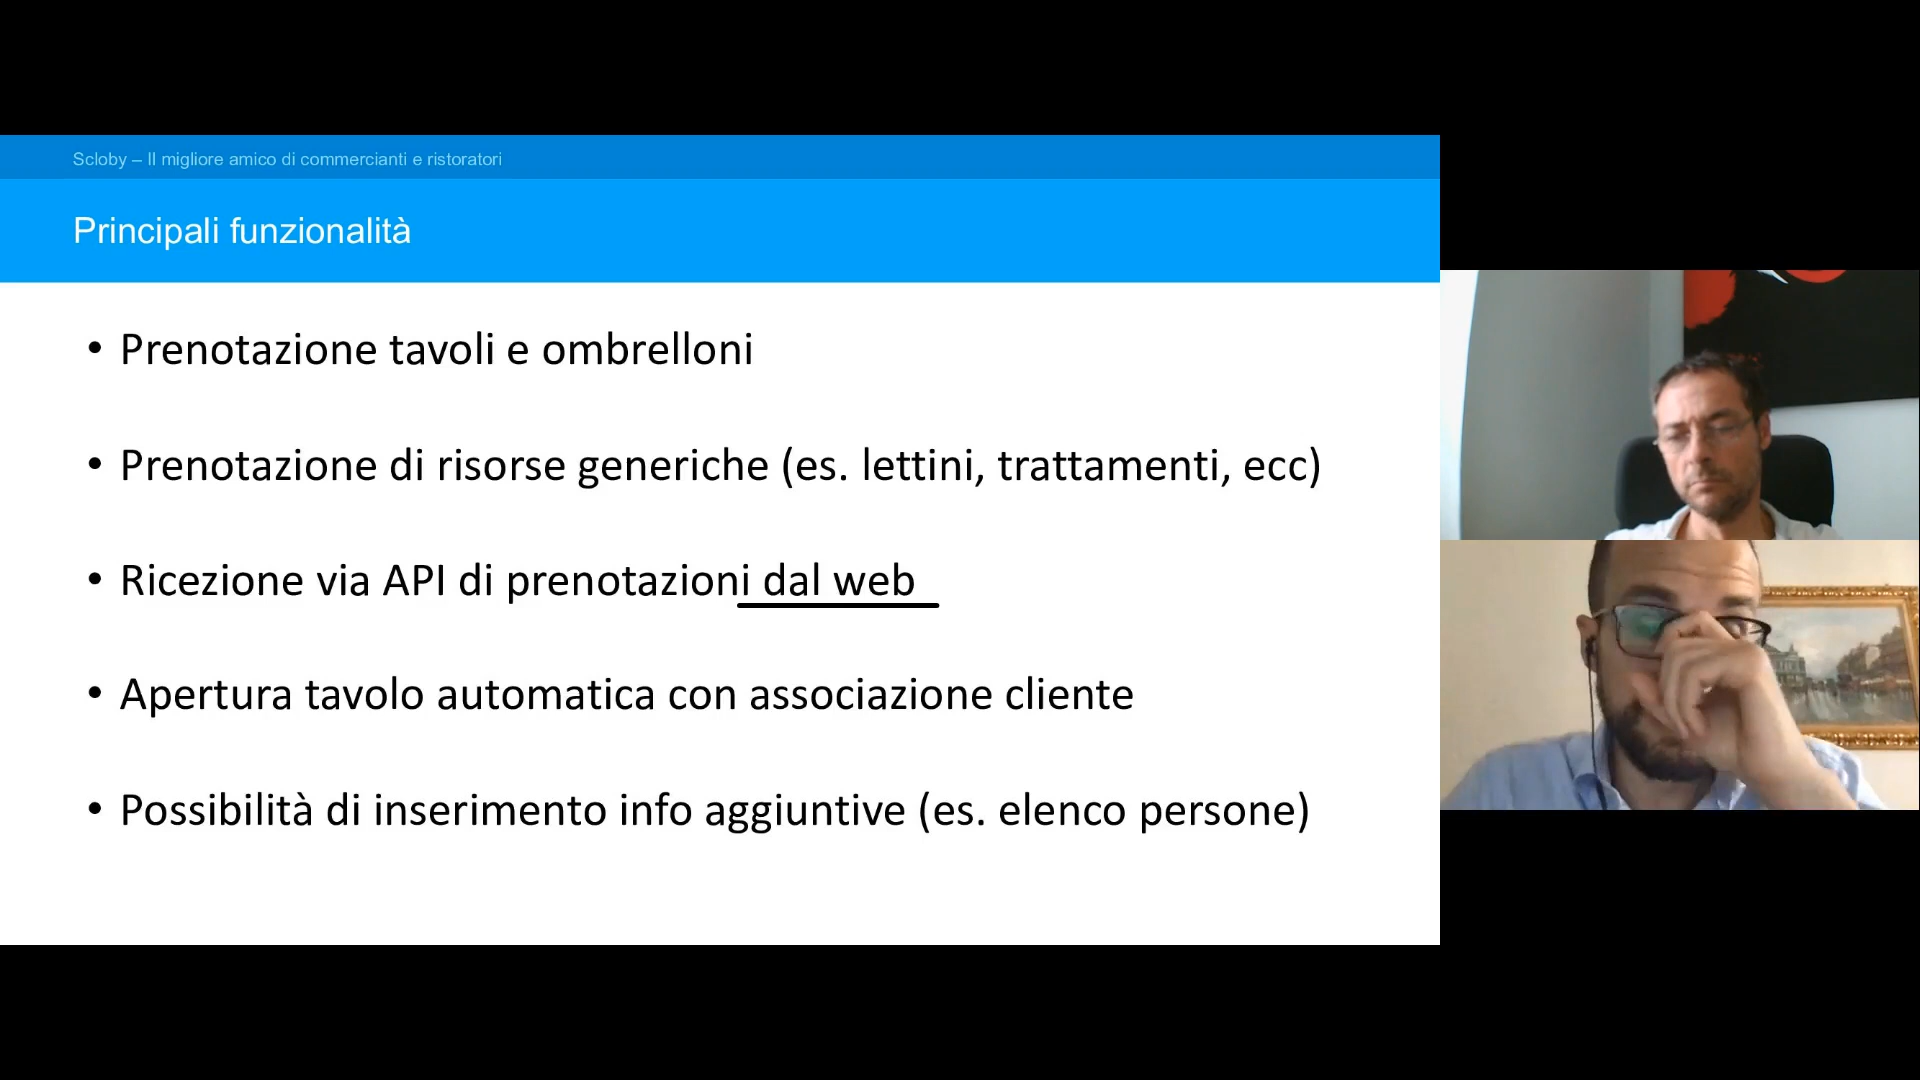 Scloby – Il migliore amico di commercianti e ristoratori
Principali funzionalità
• Prenotazione tavoli e ombrelloni
• Prenotazione di risorse generiche (es. lettini, trattamenti, ecc)
• Ricezione via API di prenotazioni dal web
• Apertura tavolo automatica con associazione cliente
• Possibilità di inserimento info aggiuntive (es. elenco persone)